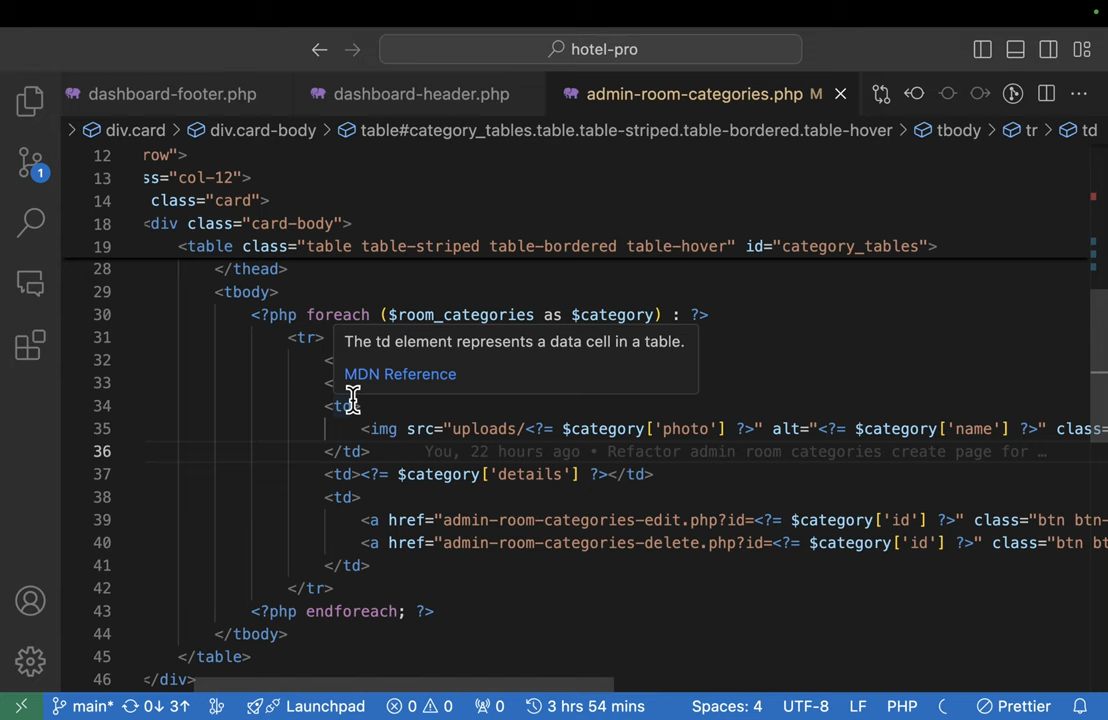 hotel-pro
dashboard-footer.php
dashboard-header.php
admin-room-categories.php M
div.card
div.card-body
table#category_tables.table.table-striped.table-bordered.table-hover
tbody
tr
td
12 row">
13 ss="col-12">
14 class="card">
18 <div class="card-body">
19 <table class="table table-striped table-bordered table-hover" id="category_tables">
28 </thead>
29 <tbody>
30 <?php foreach ($room_categories as $category) : ?>
31 <tr>
The td element represents a data cell in a table.
32 <
MDN Reference
33 <
34 <td>
35 <img src="uploads/<?= $category['photo'] ?>" alt="<?= $category['name'] ?>" class=
36 </td> You, 22 hours ago • Refactor admin room categories create page for …
37 <td><?= $category['details'] ?></td>
38 <td>
39 <a href="admin-room-categories-edit.php?id=<?= $category['id'] ?>" class="btn btn-
40 <a href="admin-room-categories-delete.php?id=<?= $category['id'] ?>" class="btn bt
41 </td>
42 </tr>
43 <?php endforeach; ?>
44 </tbody>
45 </table>
46 </div>
1
main* 0↓ 3↑ Launchpad 0 0 0 3 hrs 54 mins Spaces: 4 UTF-8 LF PHP Prettier